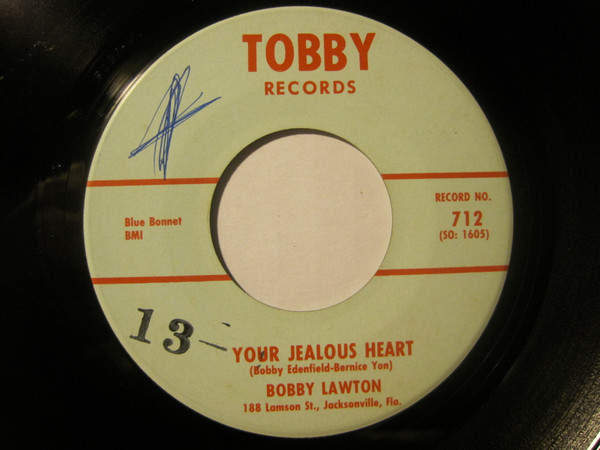 TOBBY
RECORDS
Blue Bonnet
BMI
RECORD NO.
712
(SO: 1605)
13-
YOUR JEALOUS HEART
(Bobby Edenfield-Bernice Yon)
BOBBY LAWTON
188 Lamson St., Jacksonville, Fla.